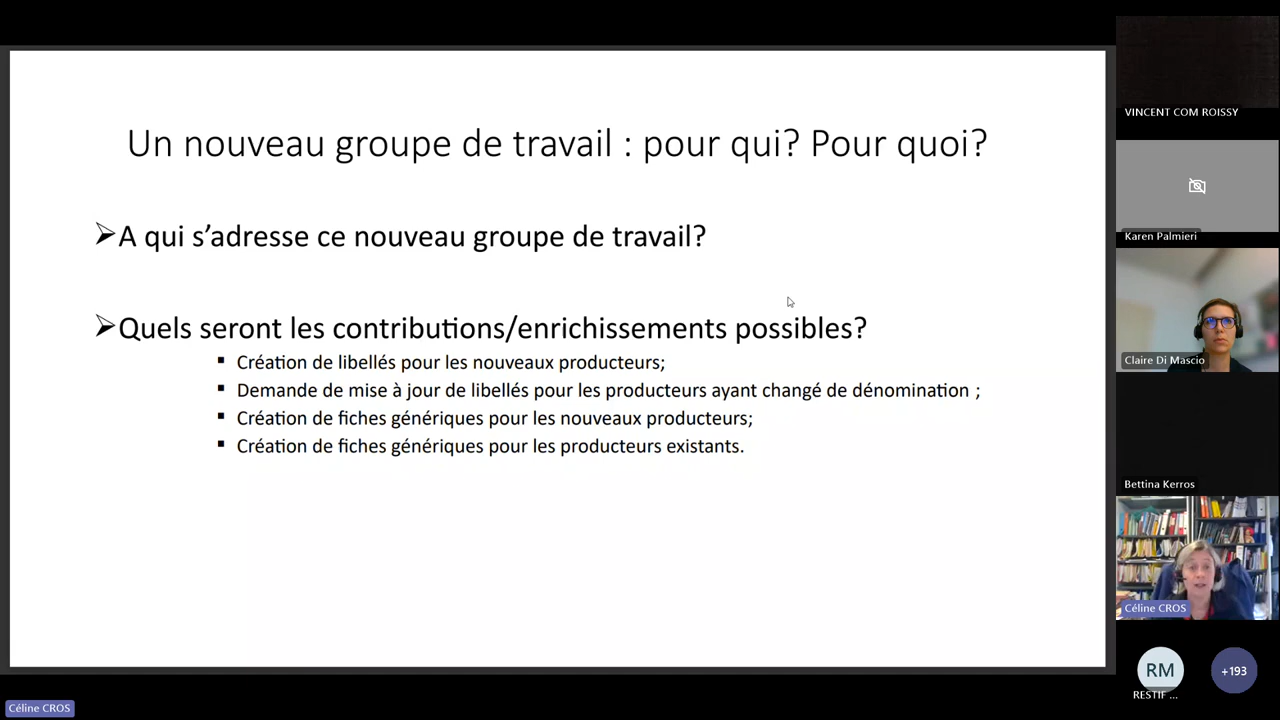 Un nouveau groupe de travail : pour qui? Pour quoi?
➢A qui s’adresse ce nouveau groupe de travail?
➢Quels seront les contributions/enrichissements possibles?
▪ Création de libellés pour les nouveaux producteurs;
▪ Demande de mise à jour de libellés pour les producteurs ayant changé de dénomination ;
▪ Création de fiches génériques pour les nouveaux producteurs;
▪ Création de fiches génériques pour les producteurs existants.
VINCENT COM ROISSY
Karen Palmieri
Claire Di Mascio
Bettina Kerros
Céline CROS
RM
+193
RESTIF ...
Céline CROS